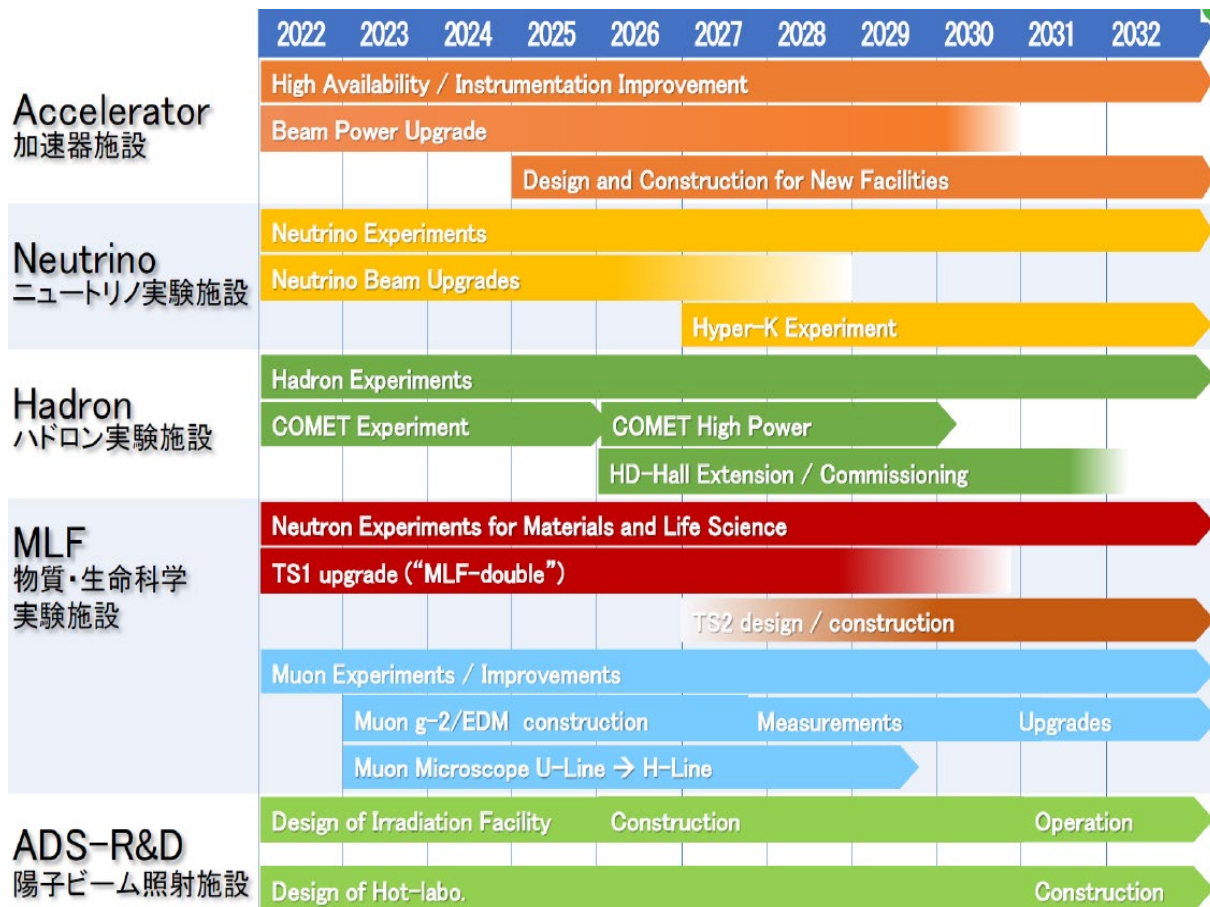 2022 2023 2024 2025 2026 2027 2028 2029 2030 2031 2032
Accelerator
加速器施設
High Availability / Instrumentation Improvement
Beam Power Upgrade
Design and Construction for New Facilities
Neutrino
ニュートリノ実験施設
Neutrino Experiments
Neutrino Beam Upgrades
Hyper-K Experiment
Hadron
ハドロン実験施設
Hadron Experiments
COMET Experiment COMET High Power
HD-Hall Extension / Commissioning
MLF
物質・生命科学
実験施設
Neutron Experiments for Materials and Life Science
TS1 upgrade (“MLF-double”)
TS2 design / construction
Muon Experiments / Improvements
Muon g-2/EDM construction Measurements Upgrades
Muon Microscope U-Line → H-Line
ADS-R&D
陽子ビーム照射施設
Design of Irradiation Facility Construction Operation
Design of Hot-labo. Construction